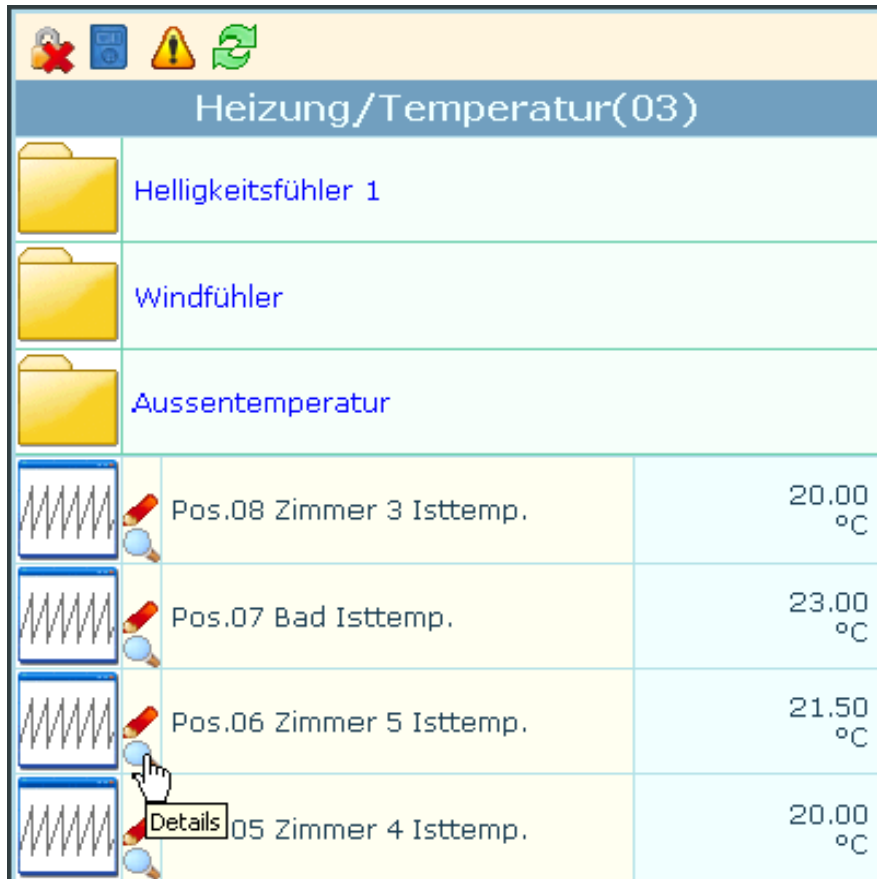 Heizung/Temperatur(03)
Helligkeitsfühler 1
Windfühler
Aussentemperatur
Pos.08 Zimmer 3 Isttemp.
20.00
°C
Pos.07 Bad Isttemp.
23.00
°C
Pos.06 Zimmer 5 Isttemp.
21.50
°C
Details
05 Zimmer 4 Isttemp.
20.00
°C